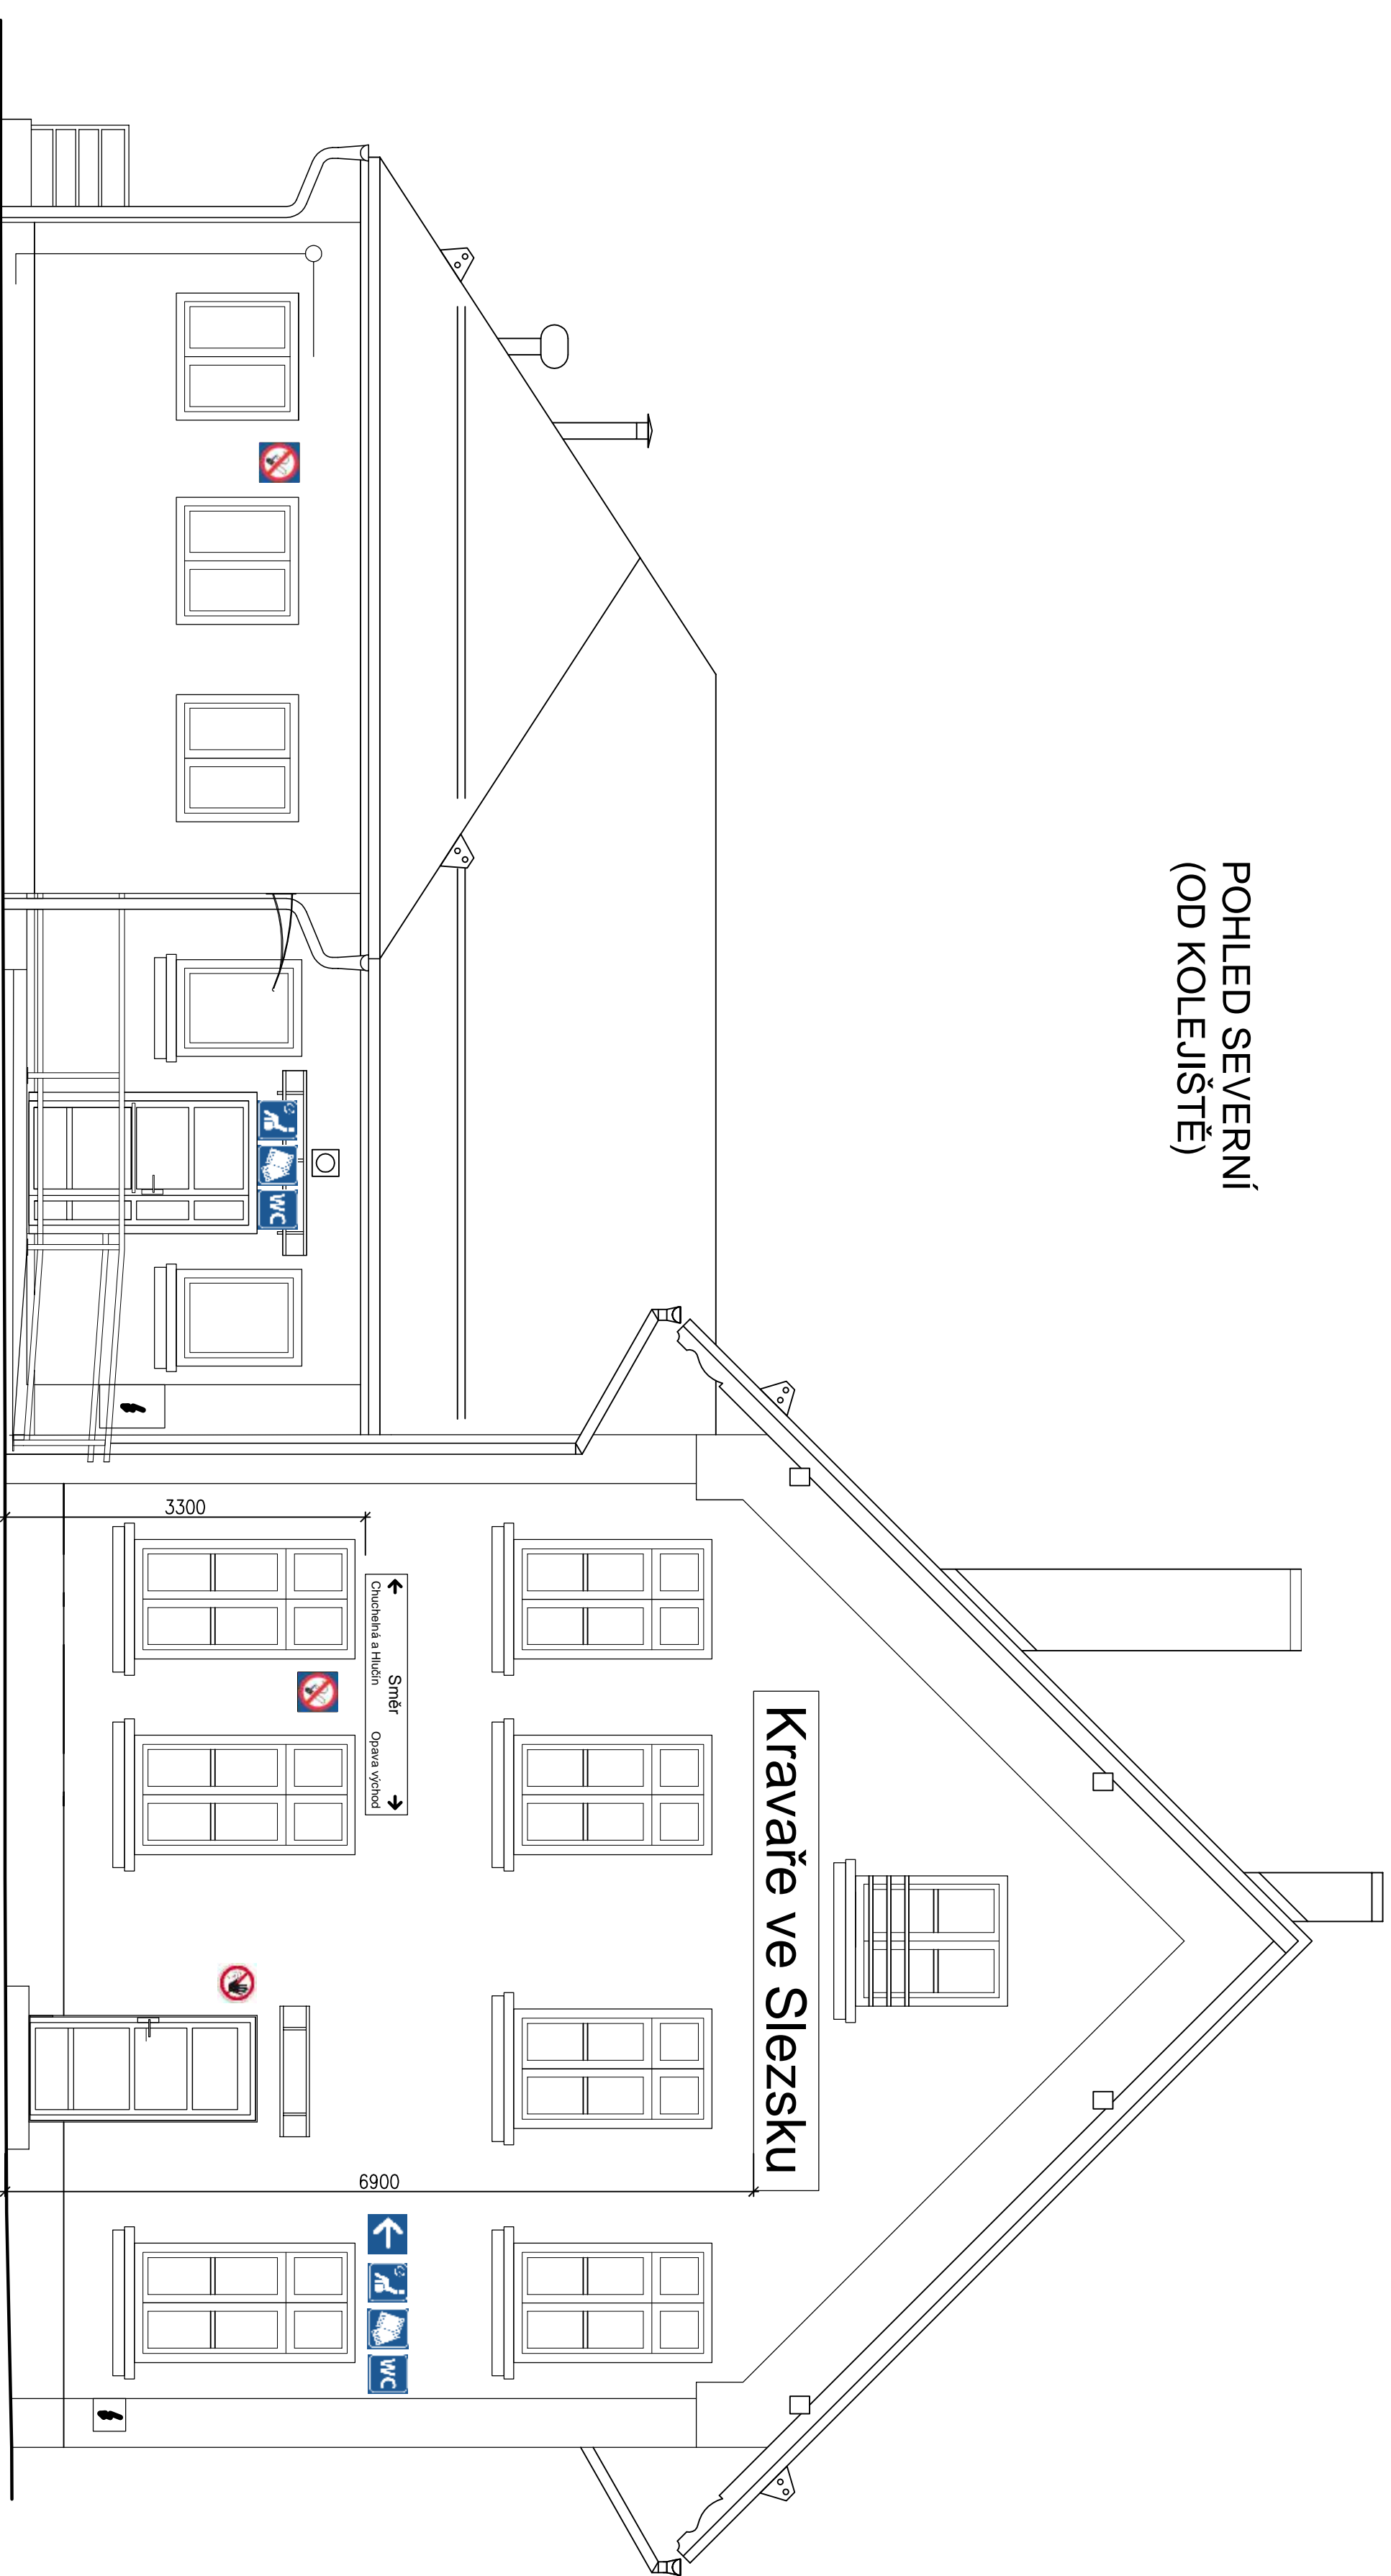 POHLED SEVERNÍ
(OD KOLEJIŠTĚ)
Kravaře ve Slezsku
6900
Směr
Chuchelná a Hlučín
Opava východ
3300
WC
WC